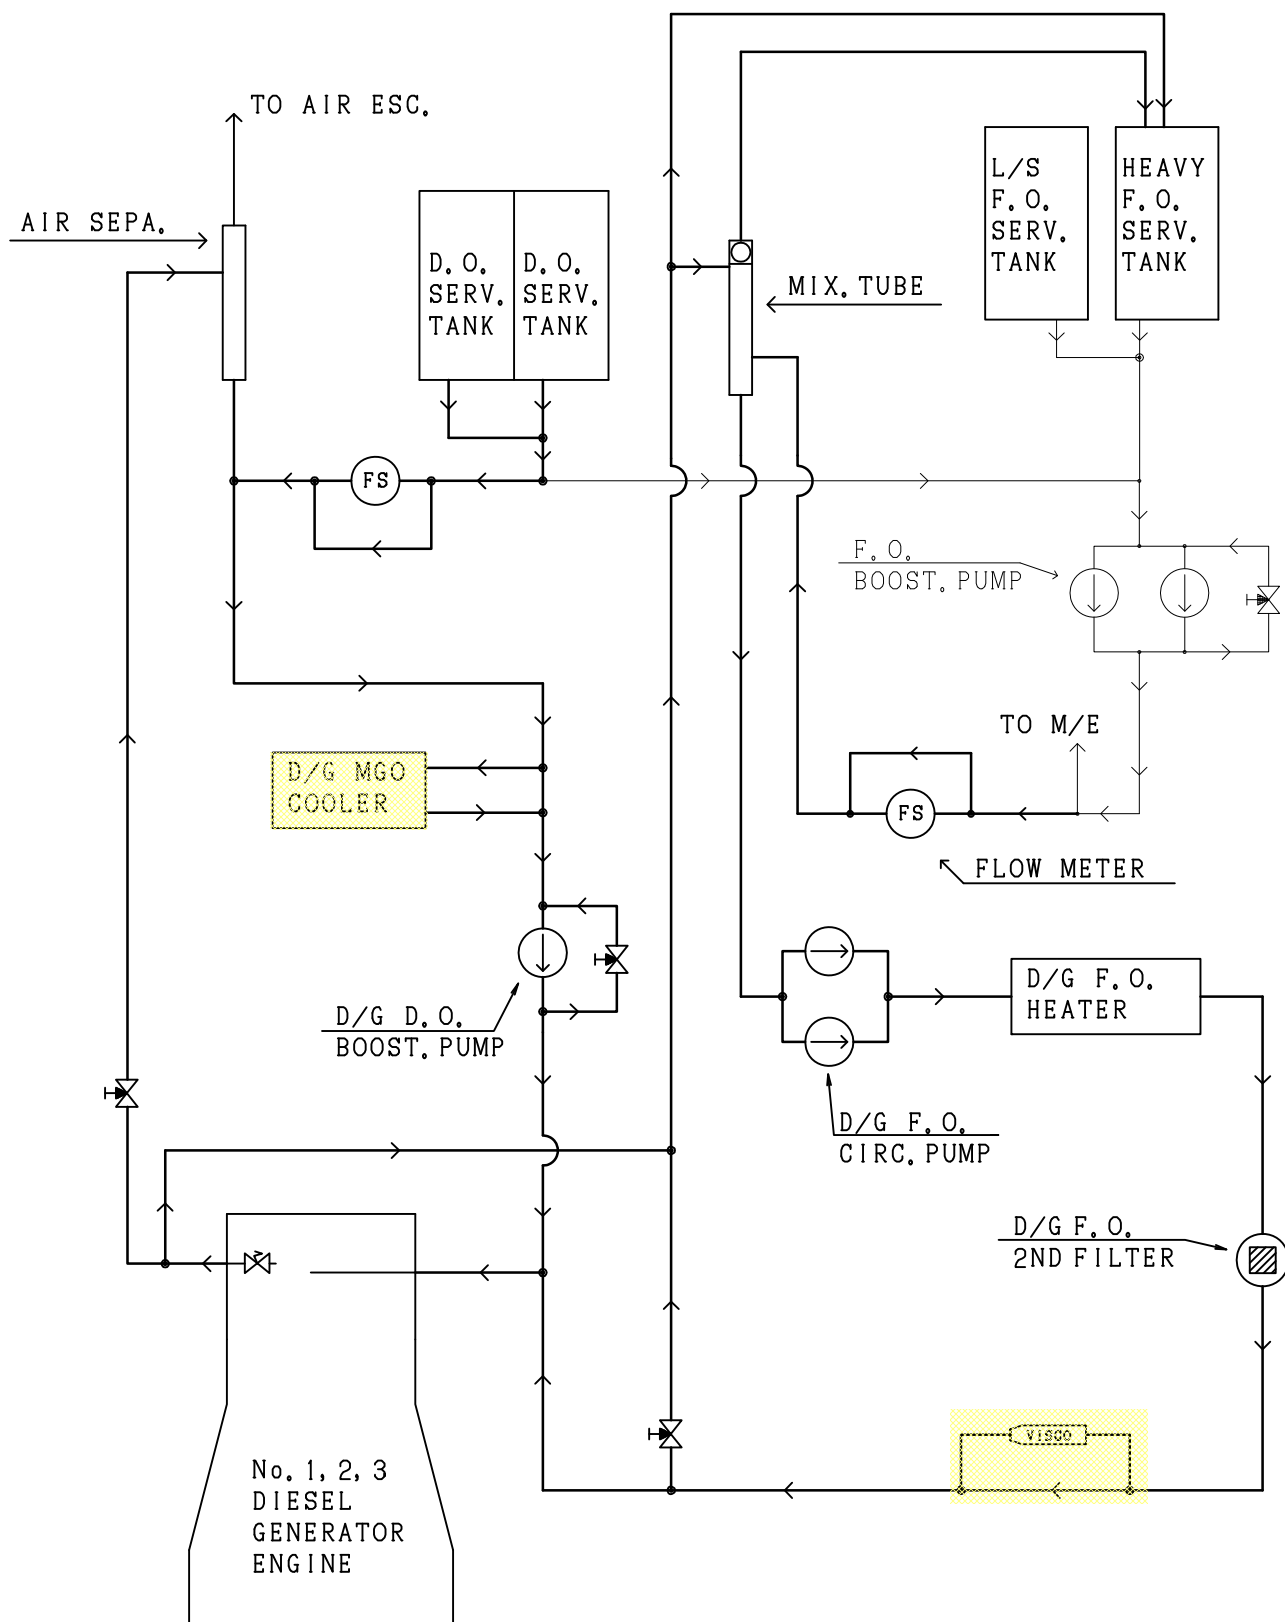 TO AIR ESC.
AIR SEPA.
D.O.
SERV.
TANK
D.O.
SERV.
TANK
L/S
F.O.
SERV.
TANK
HEAVY
F.O.
SERV.
TANK
MIX. TUBE
FS
F.O.
BOOST. PUMP
TO M/E
D/G MGO
COOLER
FS
FLOW METER
D/G D.O.
BOOST. PUMP
D/G F.O.
HEATER
D/G F.O.
CIRC. PUMP
D/G F.O.
2ND FILTER
VISCO
No. 1, 2, 3
DIESEL
GENERATOR
ENGINE